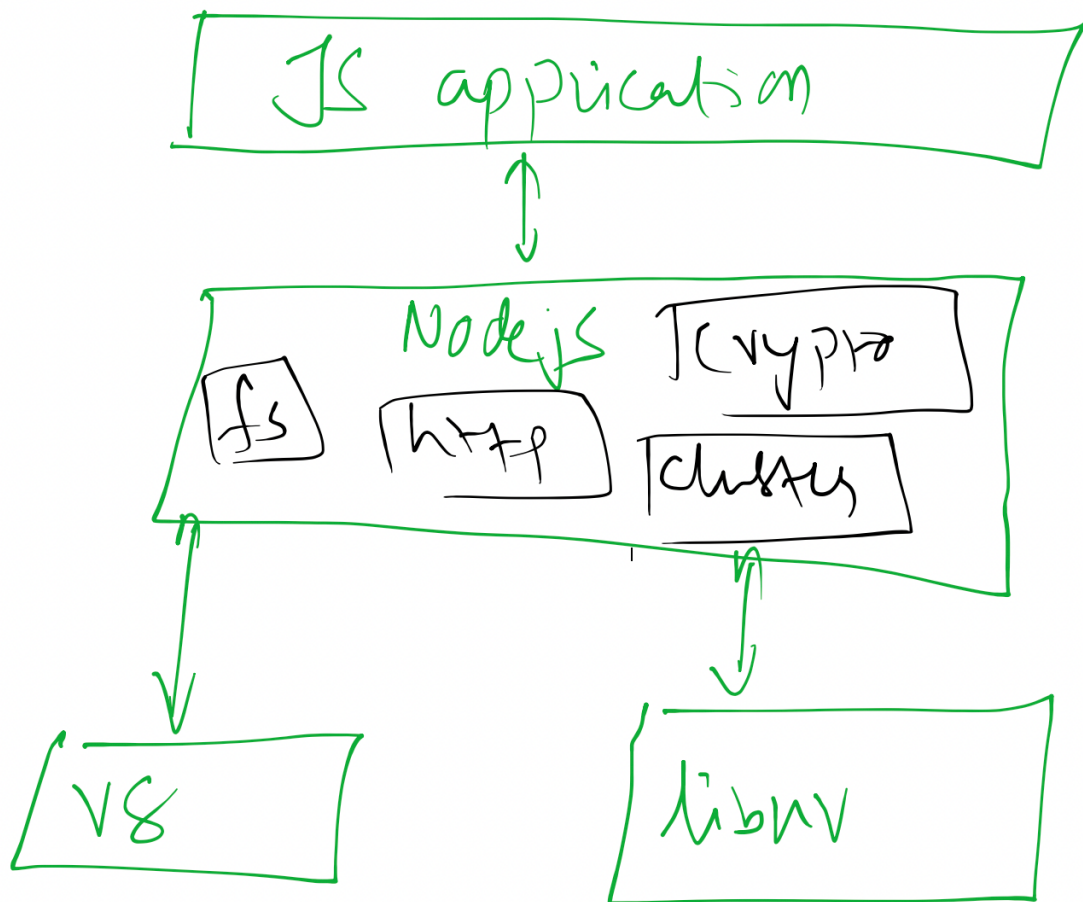 JS application
Nodejs
Crypto
fs
http
cluster
V8
libuv